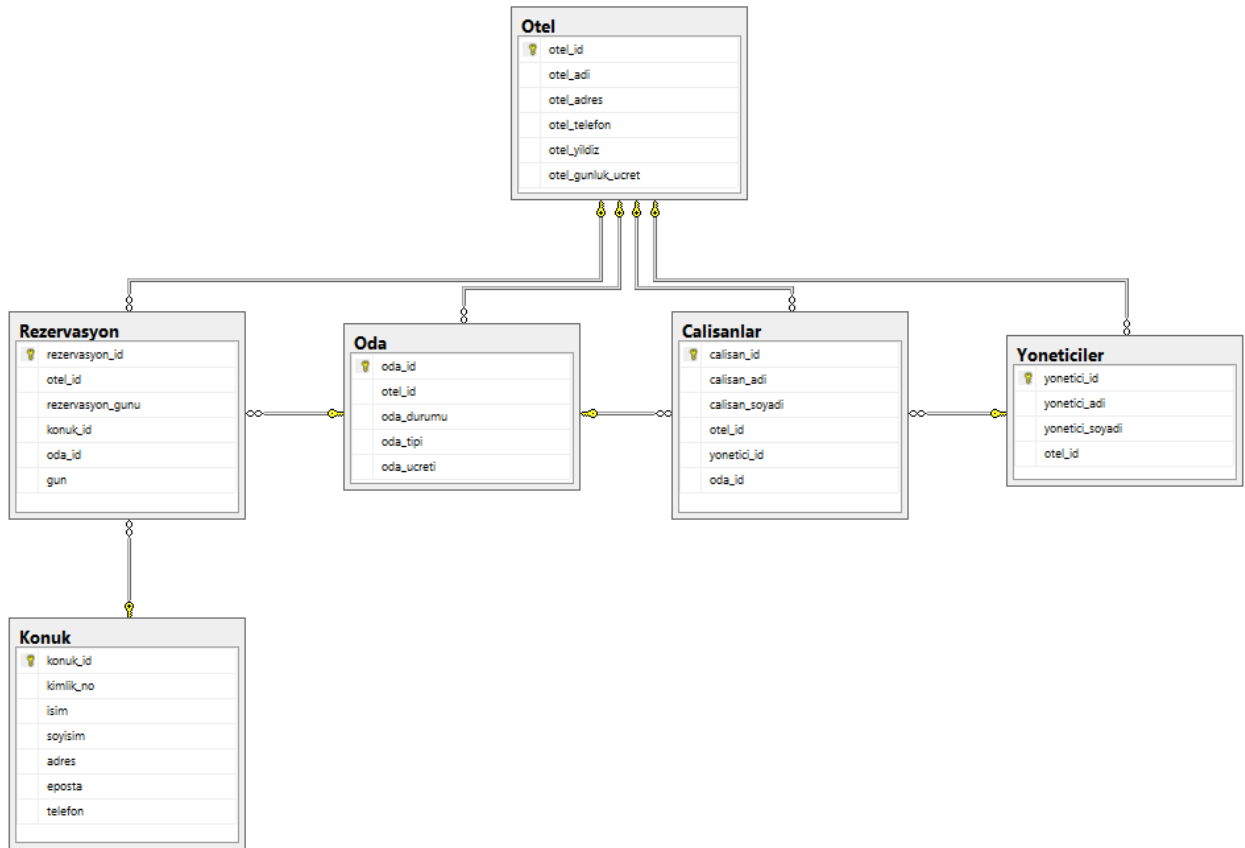 Otel
otel_id
otel_adi
otel_adres
otel_telefon
otel_yildiz
otel_gunluk_ucret
Rezervasyon
rezervasyon_id
otel_id
rezervasyon_gunu
konuk_id
oda_id
gun
Oda
oda_id
otel_id
oda_durumu
oda_tipi
oda_ucreti
Calisanlar
calisan_id
calisan_adi
calisan_soyadi
otel_id
yonetici_id
oda_id
Yoneticiler
yonetici_id
yonetici_adi
yonetici_soyadi
otel_id
Konuk
konuk_id
kimlik_no
isim
soyisim
adres
eposta
telefon